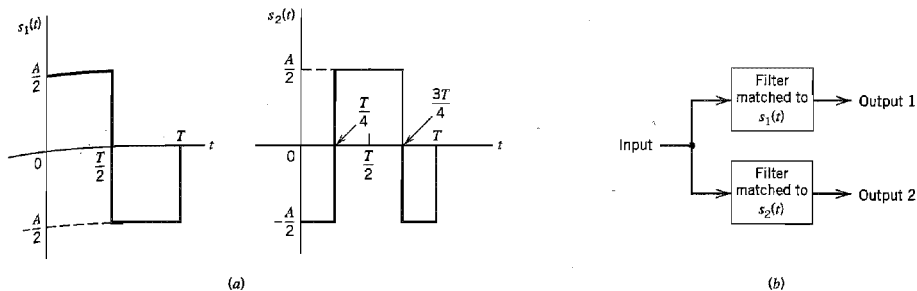 s₁(t)
A/2
0
T/2
T
t
-A/2
s₂(t)
A/2
T/4
3T/4
0
T/2
T
t
-A/2
(a)
Input
Filter
matched to
s₁(t)
Output 1
Filter
matched to
s₂(t)
Output 2
(b)